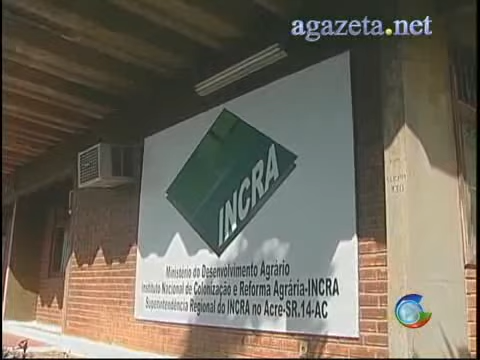 agazeta.net
INCRA
Ministério do Desenvolvimento Agrário
Instituto Nacional de Colonização e Reforma Agrária-INCRA
Superintendência Regional do INCRA no Acre-SR.14-AC